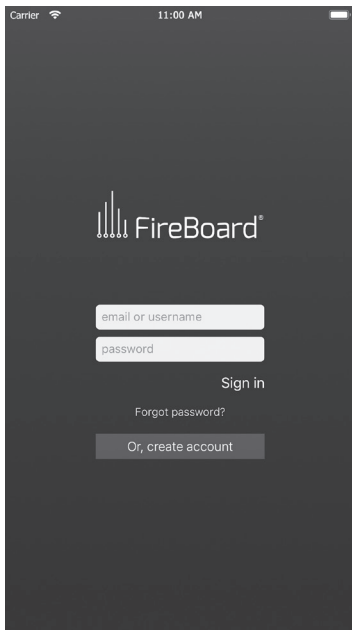 Carrier 11:00 AM
FireBoard®
email or username
password
Sign in
Forgot password?
Or, create account